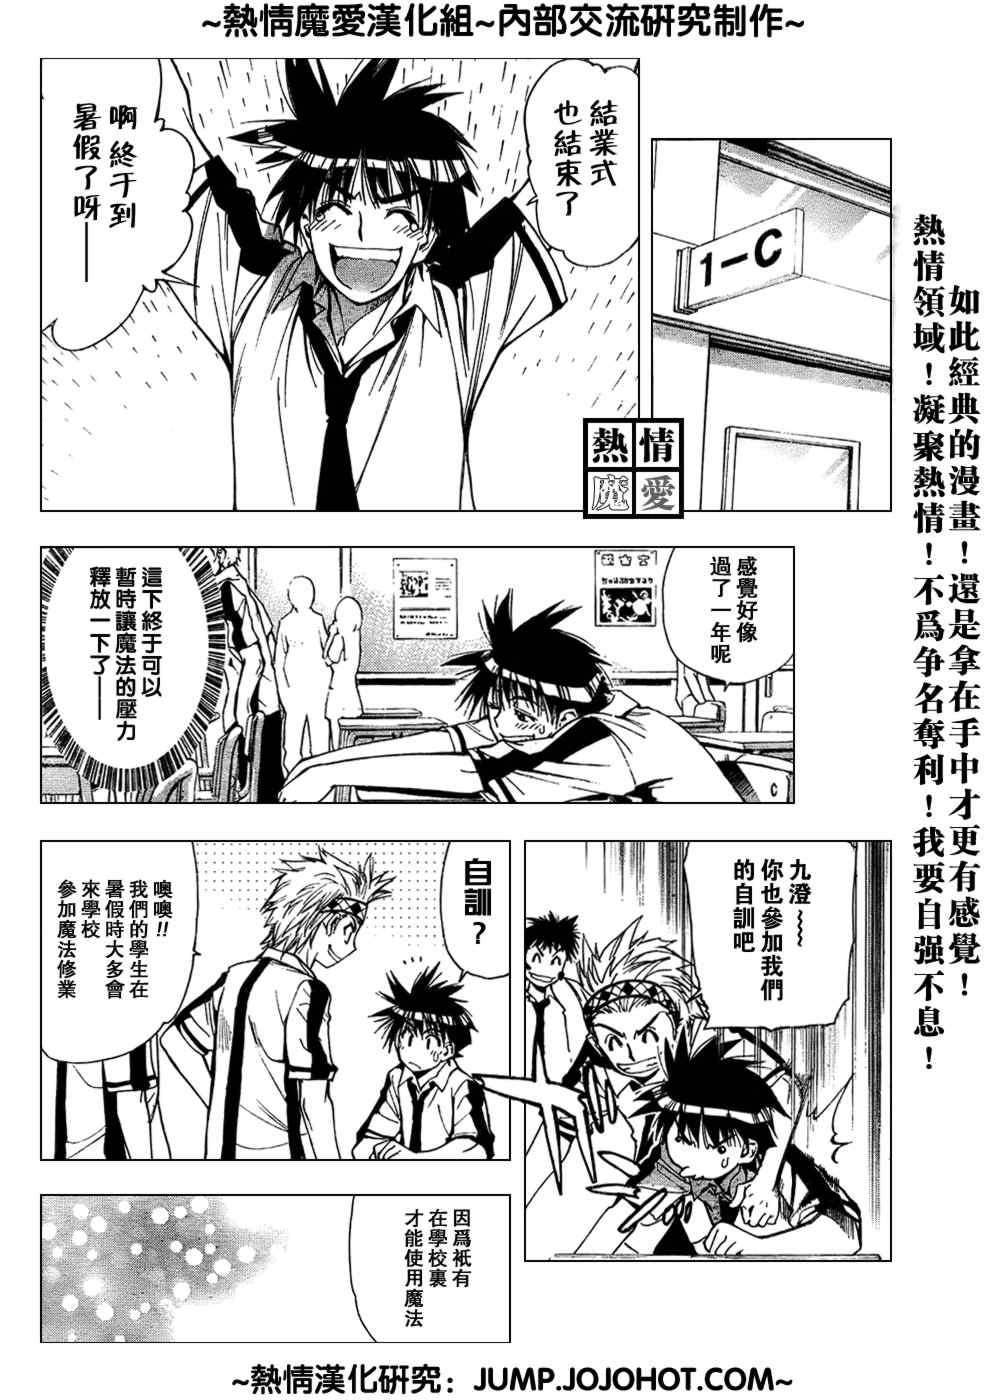 ~熱情魔愛漢化組~內部交流研究制作~
1-C
結業式
也結束了
啊終于到
暑假了呀——
熱情
魔愛
感覺好像
過了一年呢
這下終于可以
暫時讓魔法的壓力
釋放一下了——
九澄~~
你也參加我們
的自訓吧
自訓？
噢噢!!
我們的學生在
暑假時大多會
來學校
參加魔法修業
因爲衹有
在學校裏
才能使用魔法
如此經典的漫畫！還是拿在手中才更有感覺！
熱情領域！凝聚熱情！不爲争名奪利！我要自强不息！
~熱情漢化研究：JUMP.JOJOHOT.COM~